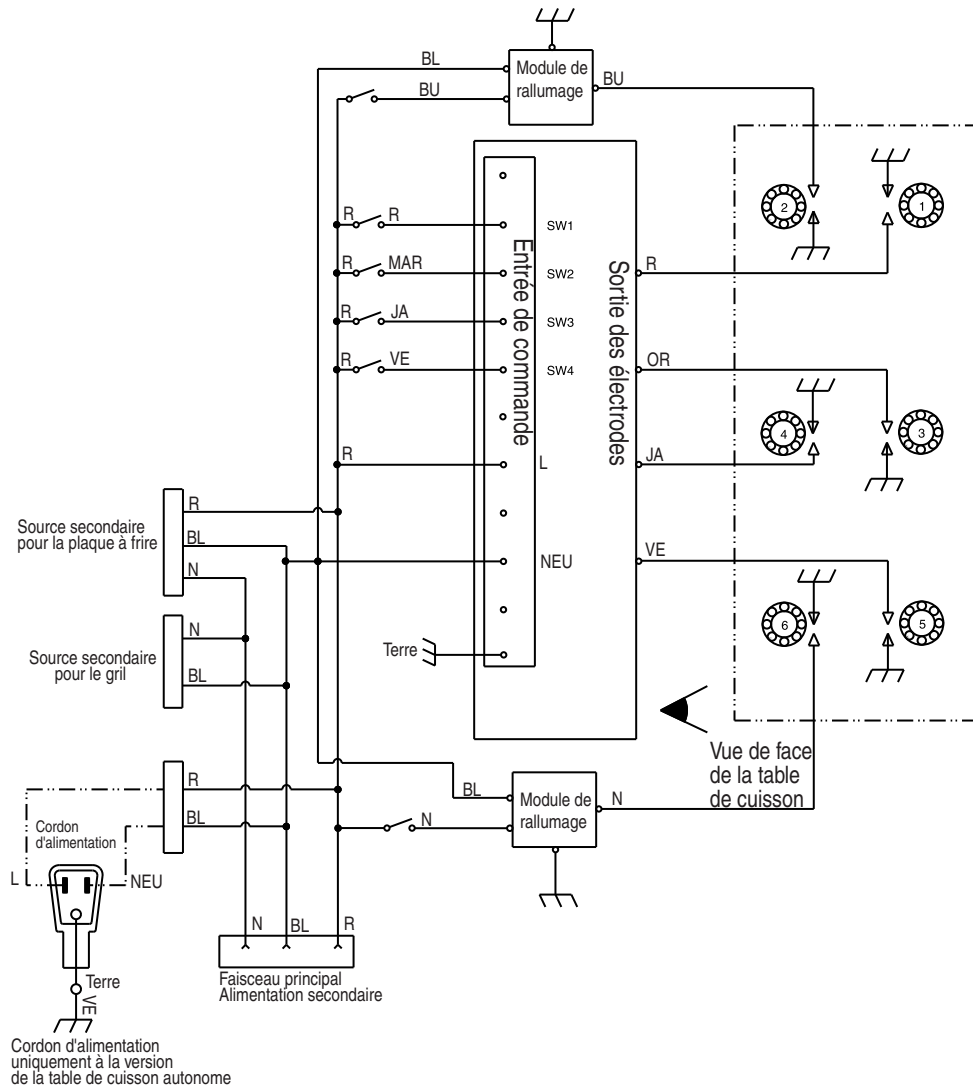 BL
Module de
rallumage
BU
BU
2
1
R
R
SW1
R
MAR
SW2
R
JA
SW3
R
VE
SW4
Entrée de commande
Sortie des électrodes
R
OR
4
3
JA
R
L
R
Source secondaire
pour la plaque à frire
BL
N
NEU
VE
N
Source secondaire
pour le gril
BL
Terre
6
5
Vue de face
de la table
de cuisson
R
BL
Cordon
d'alimentation
L
NEU
BL
Module de
rallumage
N
N
N
BL
R
Faisceau principal
Alimentation secondaire
Terre
VE
Cordon d'alimentation
uniquement à la version
de la table de cuisson autonome